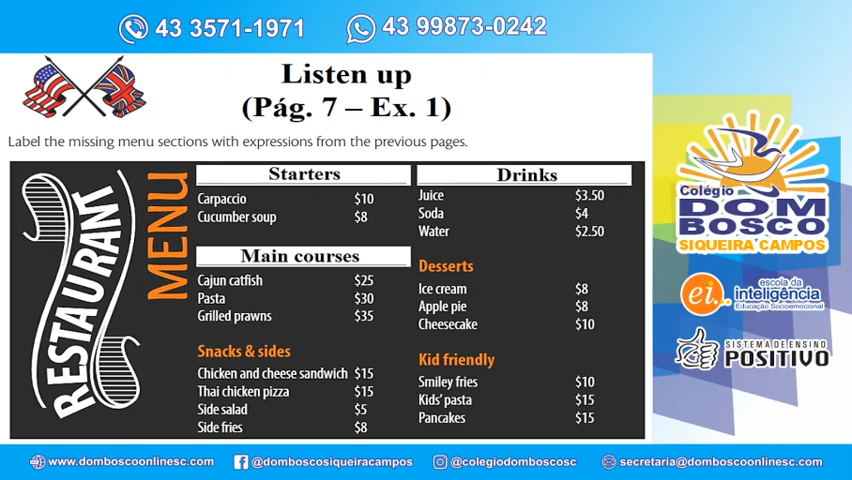 43 3571-1971
43 99873-0242
Listen up
(Pág. 7 – Ex. 1)
Label the missing menu sections with expressions from the previous pages.
RESTAURANT
MENU
Starters
Carpaccio $10
Cucumber soup $8
Main courses
Cajun catfish $25
Pasta $30
Grilled prawns $35
Snacks & sides
Chicken and cheese sandwich $15
Thai chicken pizza $15
Side salad $5
Side fries $8
Drinks
Juice $3.50
Soda $4
Water $2.50
Desserts
Ice cream $8
Apple pie $8
Cheesecake $10
Kid friendly
Smiley fries $10
Kids' pasta $15
Pancakes $15
Colégio
DOM
BOSCO
SIQUEIRA CAMPOS
ei...
escola da
inteligência
Educação Socioemocional
SISTEMA DE ENSINO
POSITIVO
www.domboscoonlinesc.com
@domboscosiqueiracampos
@colegiodomboscosc
secretaria@domboscoonlinesc.com